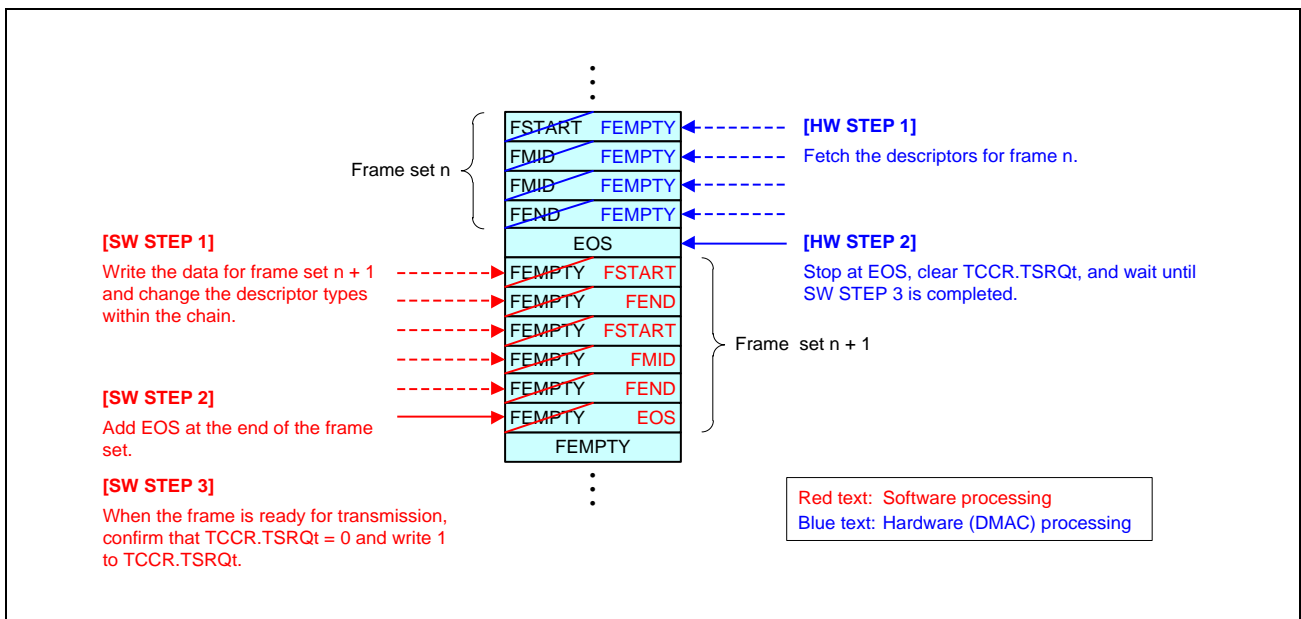 FSTART FEMPTY
FMID FEMPTY
FMID FEMPTY
FEND FEMPTY
Frame set n
[HW STEP 1]
Fetch the descriptors for frame n.
EOS
[HW STEP 2]
Stop at EOS, clear TCCR.TSRQt, and wait until
SW STEP 3 is completed.
[SW STEP 1]
Write the data for frame set n + 1
and change the descriptor types
within the chain.
FEMPTY FSTART
FEMPTY FEND
FEMPTY FSTART
FEMPTY FMID
FEMPTY FEND
FEMPTY EOS
Frame set n + 1
[SW STEP 2]
Add EOS at the end of the frame
set.
FEMPTY
[SW STEP 3]
When the frame is ready for transmission,
confirm that TCCR.TSRQt = 0 and write 1
to TCCR.TSRQt.
Red text: Software processing
Blue text: Hardware (DMAC) processing